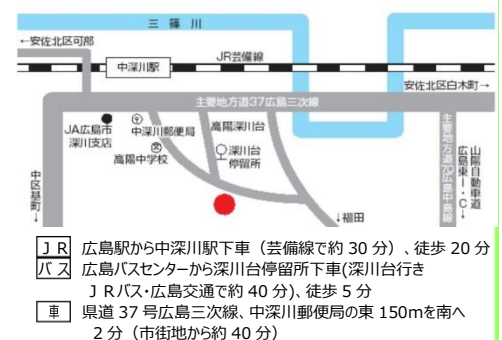 三篠川
←安佐北区可部
JR芸備線
中深川駅
安佐北区白木町→
主要地方道37広島三次線
JA広島市
深川支店
中深川郵便局
高陽中学校
高陽深川台
深川台
停留所
主要地方道70広島中島線
山陽自動車道
広島東I・C→
中区基町→
↓福田
JR 広島駅から中深川駅下車（芸備線で約 30 分）、徒歩 20 分
バス 広島バスセンターから深川台停留所下車(深川台行き
ＪＲバス・広島交通で約 40 分)、徒歩 5 分
車 県道 37 号広島三次線、中深川郵便局の東 150ｍを南へ
2 分（市街地から約 40 分）